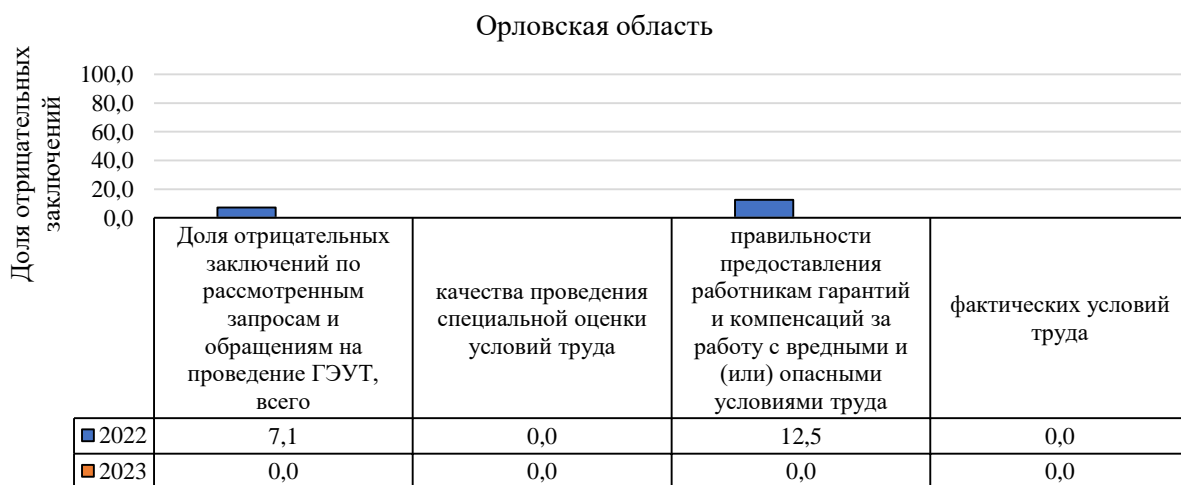 Орловская область
Доля отрицательных
заключений
100,0
80,0
60,0
40,0
20,0
0,0
Доля отрицательных
заключений по
рассмотренным
запросам и
обращениям на
проведение ГЭУТ,
всего
качества проведения
специальной оценки
условий труда
правильности
предоставления
работникам гарантий
и компенсаций за
работу с вредными и
(или) опасными
условиями труда
фактических условий
труда
2022 7,1 0,0 12,5 0,0
2023 0,0 0,0 0,0 0,0